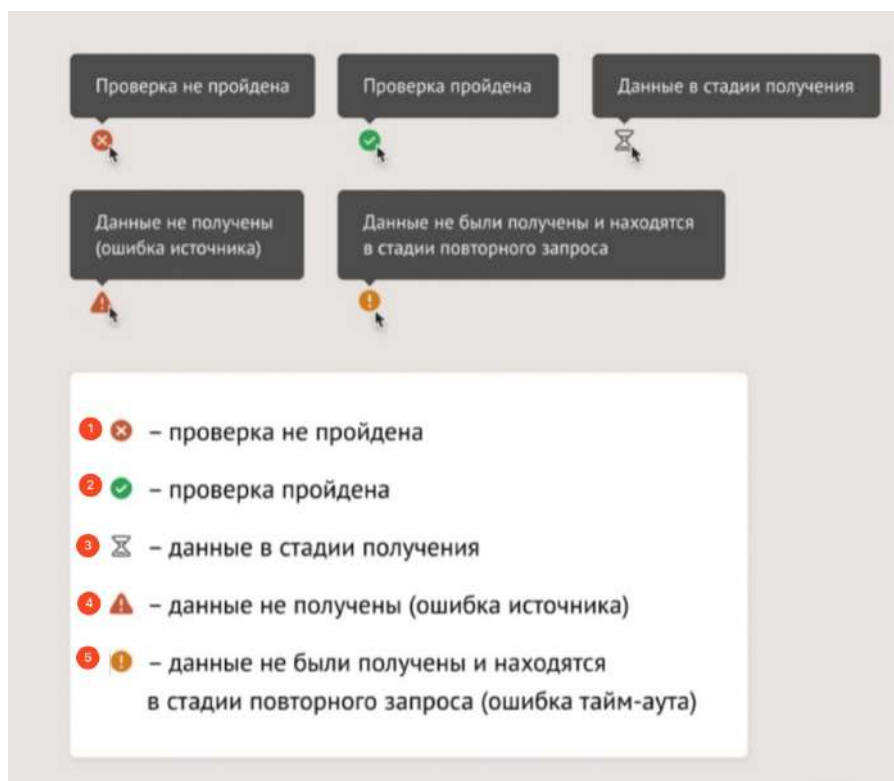 Проверка не пройдена
Проверка пройдена
Данные в стадии получения
Данные не получены
(ошибка источника)
Данные не были получены и находятся
в стадии повторного запроса
1 – проверка не пройдена
2 – проверка пройдена
3 – данные в стадии получения
4 – данные не получены (ошибка источника)
5 – данные не были получены и находятся
в стадии повторного запроса (ошибка тайм-аута)